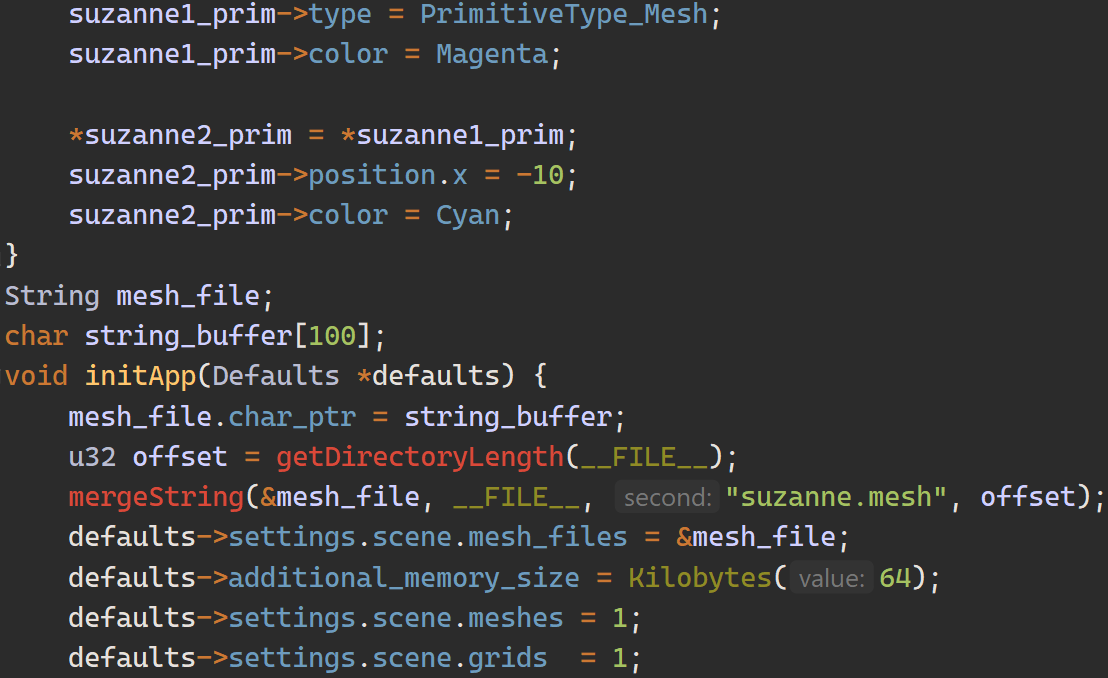 suzanne1_prim->type = PrimitiveType_Mesh;
    suzanne1_prim->color = Magenta;

    *suzanne2_prim = *suzanne1_prim;
    suzanne2_prim->position.x = -10;
    suzanne2_prim->color = Cyan;
}
String mesh_file;
char string_buffer[100];
void initApp(Defaults *defaults) {
    mesh_file.char_ptr = string_buffer;
    u32 offset = getDirectoryLength(__FILE__);
    mergeString(&mesh_file, __FILE__, second: "suzanne.mesh", offset);
    defaults->settings.scene.mesh_files = &mesh_file;
    defaults->additional_memory_size = Kilobytes( value: 64);
    defaults->settings.scene.meshes = 1;
    defaults->settings.scene.grids  = 1;